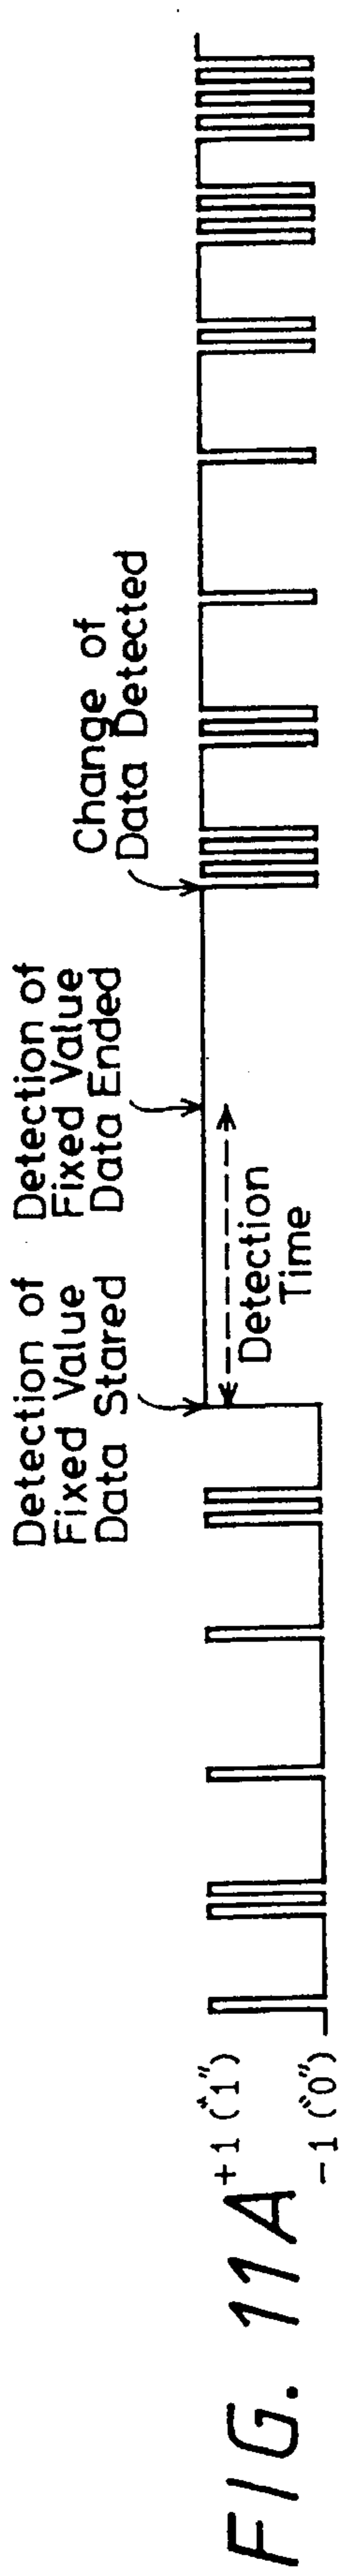 FIG. 11A
+1 ("1")
-1 ("0")
Detection of
Fixed Value
Data Stared
Detection of
Fixed Value
Data Ended
Detection
Time
Change of
Data Detected